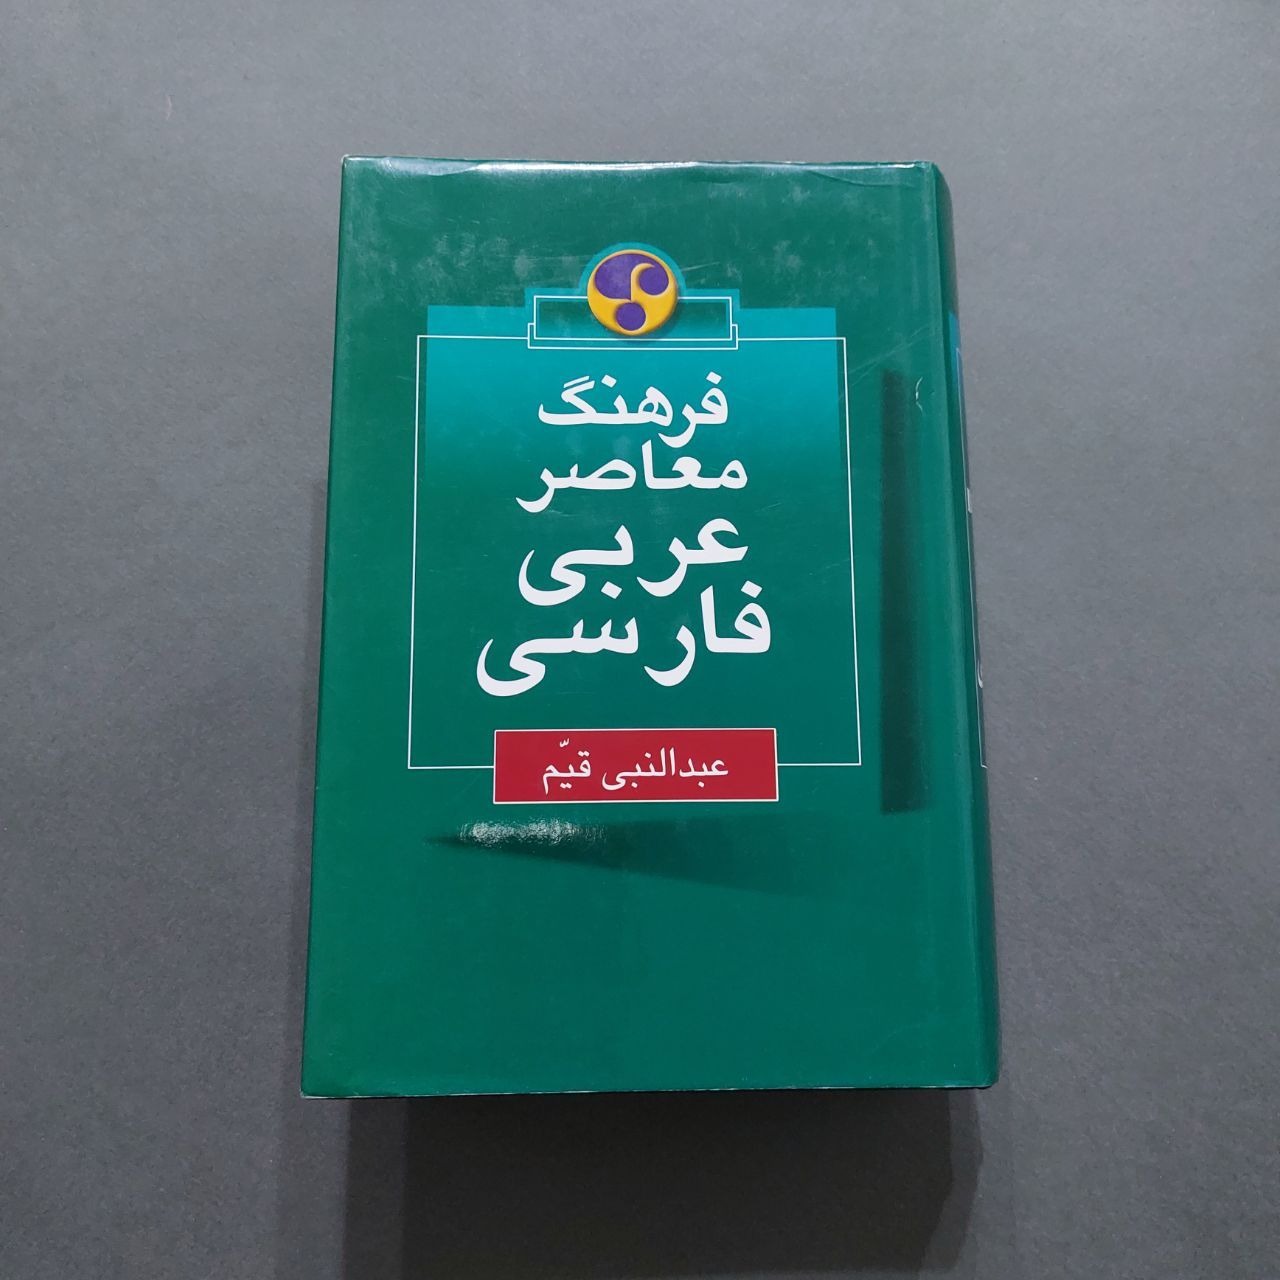 فرهنگ
معاصر
عربی
فارسی
عبدالنبی قیّم